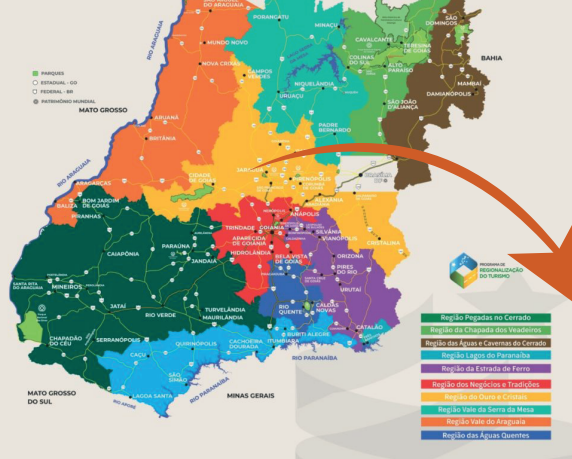 DO ARAGUAIA
PORANGATU
MINAÇU
SÃO
DOMINGOS
RIO ARAGUAIA
MUNDO NOVO
CAVALCANTE
TERESINA
DE GOIÁS
NOVA CRIXÁS
CAMPOS
VERDES
COLINAS
DO SUL
ALTO
PARAÍSO
BAHIA
PARQUES
ESTADUAL - GO
FEDERAL - BR
PATRIMÔNIO MUNDIAL
NIQUELÂNDIA
URUAÇU
MAMBAÍ
DAMIANÓPOLIS
SÃO JOÃO
D'ALIANÇA
MATO GROSSO
ARUANÃ
PADRE
BERNARDO
BRITÂNIA
RIO ARAGUAIA
CIDADE
DE GOIÁS
PIRENÓPOLIS
BRASÍLIA
DF
ARAGARÇAS
BALIZA
BOM JARDIM
DE GOIÁS
PIRANHAS
ALEXÂNIA
ANÁPOLIS
TRINDADE
GOIÂNIA
APARECIDA
DE GOIÂNIA
SILVÂNIA
VIANÓPOLIS
CRISTALINA
PARAÚNA
HIDROLÂNDIA
BELA VISTA
DE GOIÁS
CAIAPÔNIA
JANDAIA
ORIZONA
PIRES
DO RIO
PROGRAMA DE
REGIONALIZAÇÃO
DO TURISMO
SANTA RITA
DO ARAGUAIA
MINEIROS
URUTAÍ
JATAÍ
RIO VERDE
TURVELÂNDIA
MAURILÂNDIA
RIO
QUENTE
CALDAS
NOVAS
CHAPADÃO
DO CÉU
SERRANÓPOLIS
QUIRINÓPOLIS
CACHOEIRA
DOURADA
ITUMBIARA
BURITI ALEGRE
CATALÃO
CAÇU
SÃO
SIMÃO
RIO PARANAÍBA
RIO PARANAÍBA
MATO GROSSO
DO SUL
LAGOA SANTA
MINAS GERAIS
Região Pegadas no Cerrado
Região da Chapada dos Veadeiros
Região das Águas e Cavernas do Cerrado
Região Lagos do Paranaíba
Região da Estrada de Ferro
Região dos Negócios e Tradições
Região do Ouro e Cristais
Região Vale da Serra da Mesa
Região Vale do Araguaia
Região das Águas Quentes